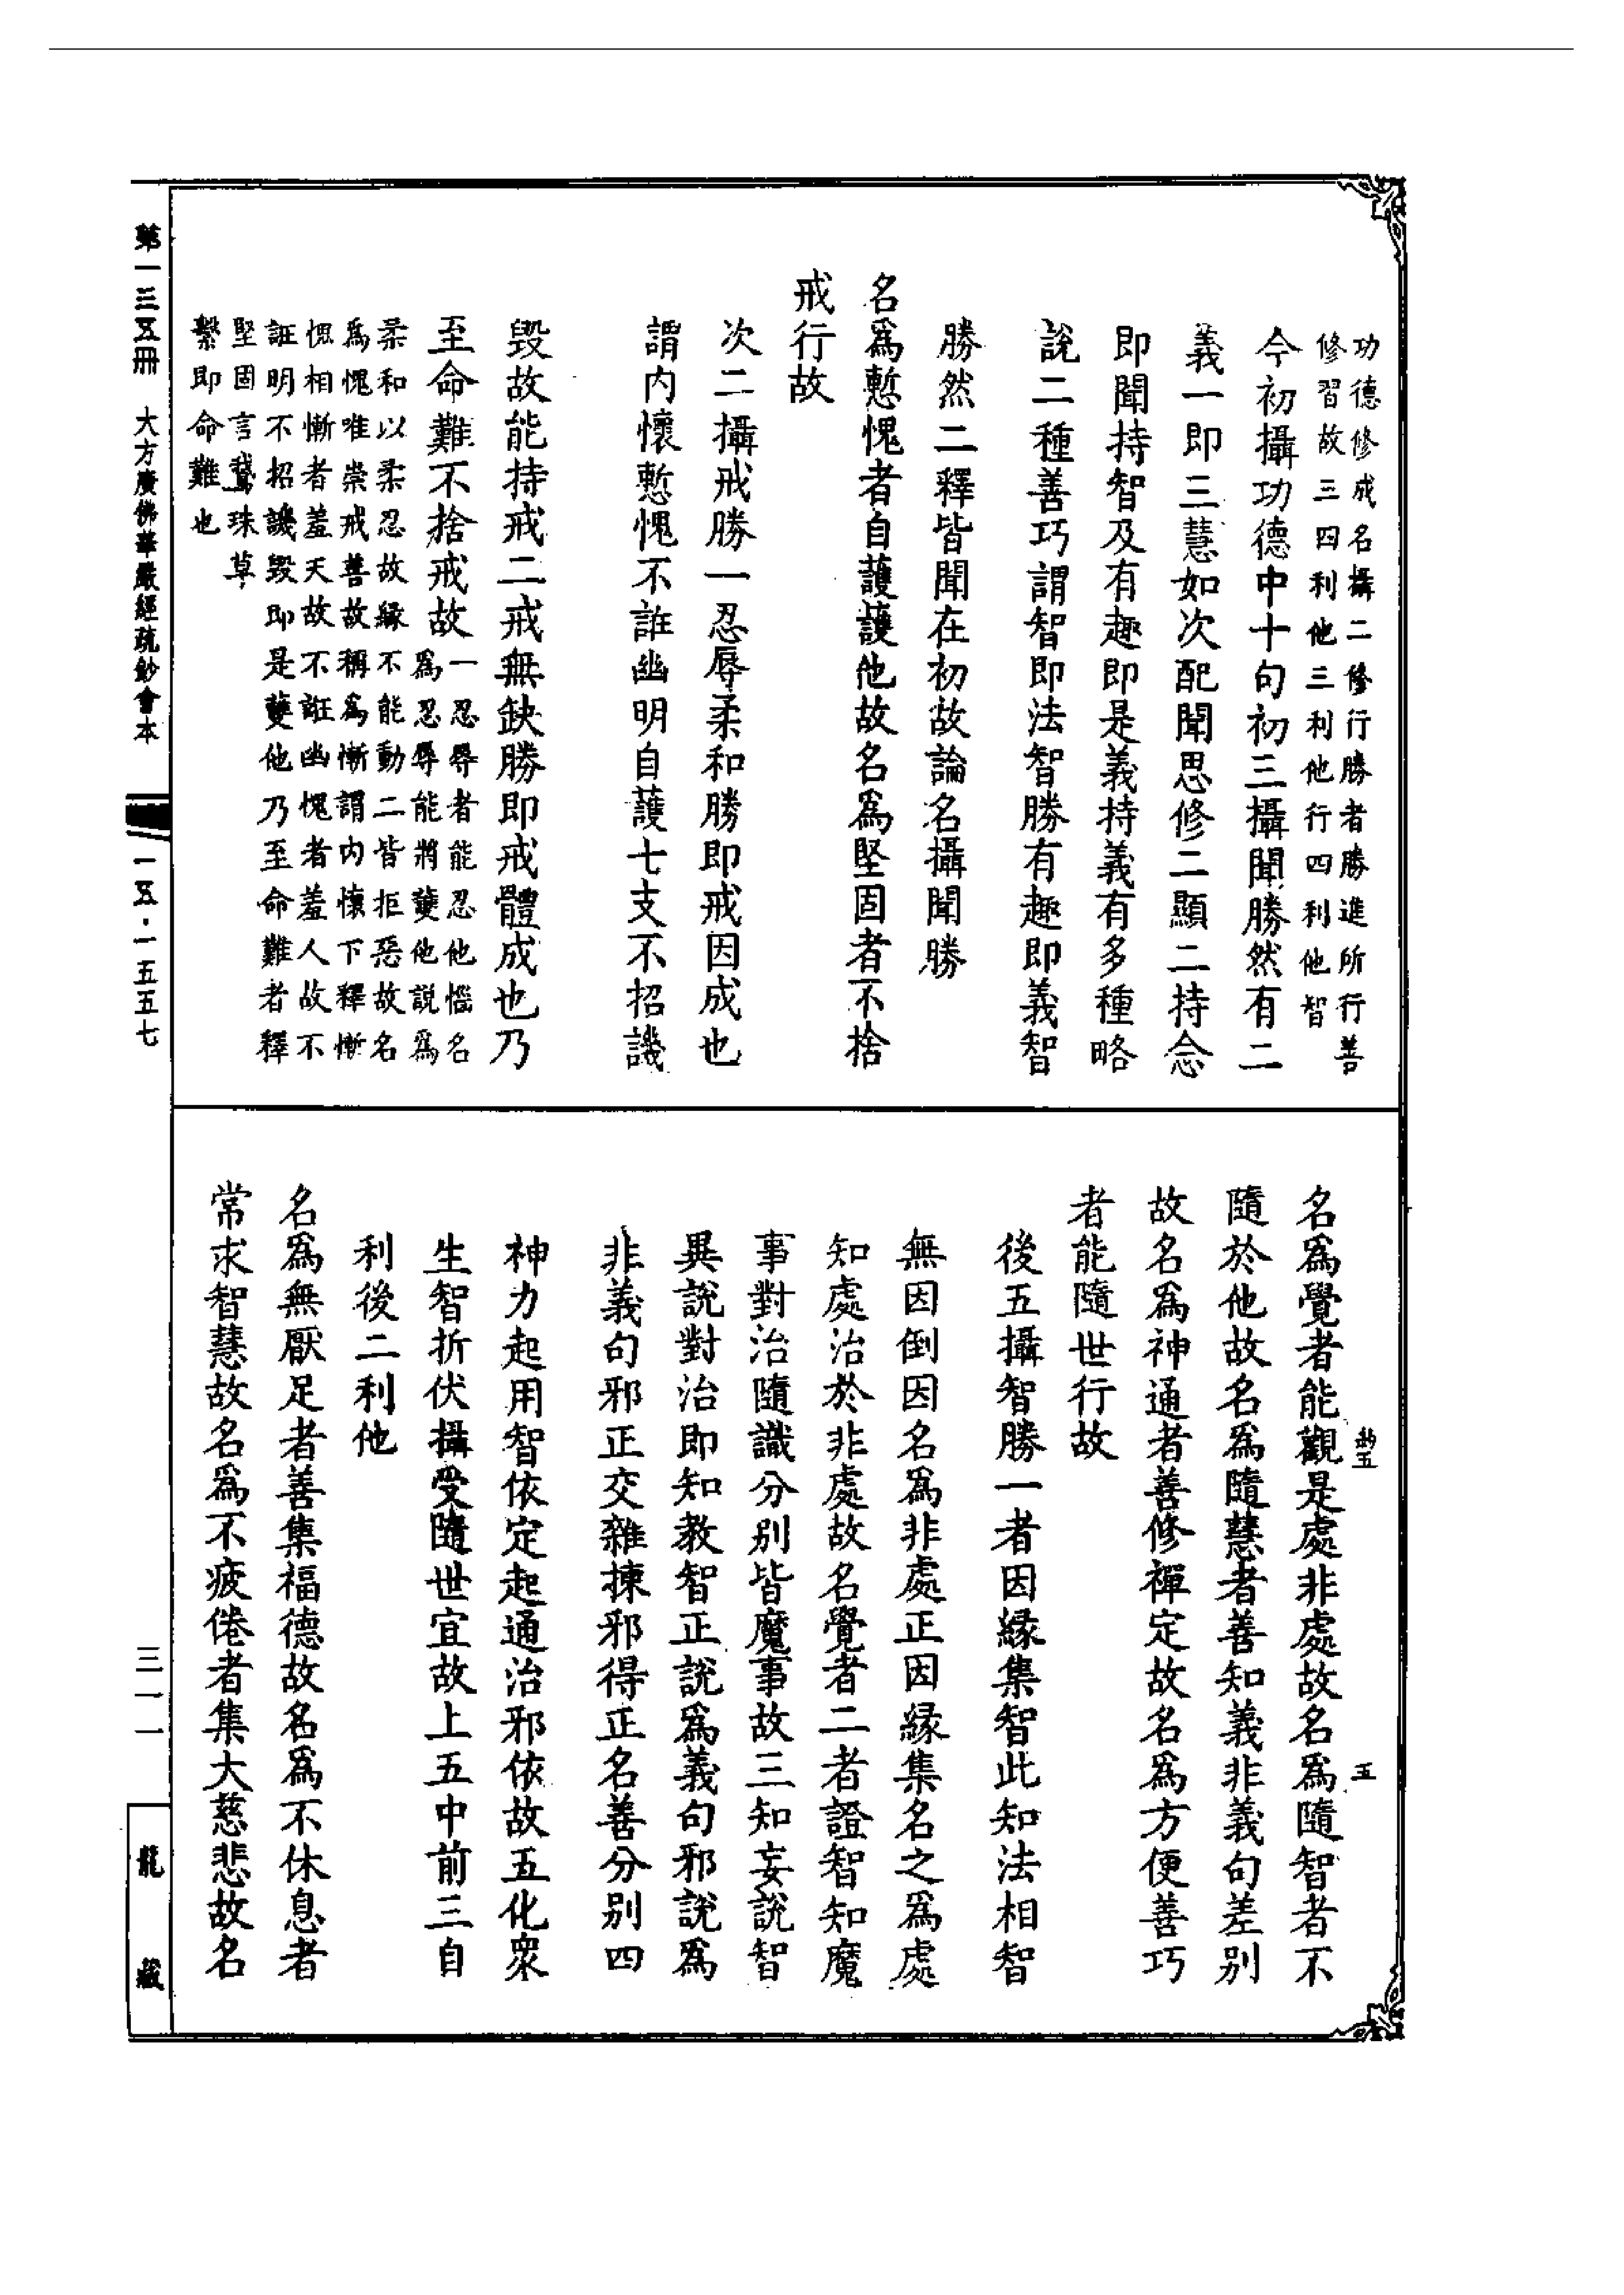 功德修成名攝二修行勝者勝進所行善
修習故三四利他三利他行四利他智
今初攝功德中十句初三攝聞勝然有二
義一即三慧如次配聞思修二顯二持念
即聞持智及有趣即是義持義有多種略
說二種善巧謂智即法智勝有趣即義智
勝然二釋皆聞在初故論名攝聞勝
名爲慙愧者自護護他故名爲堅固者不捨
戒行故
次二攝戒勝一忍辱柔和勝即戒因成也
謂内懷慙愧不誑幽明自護七支不招譏
毀故能持戒二戒無缺勝即戒體成也乃
至命難不捨戒故
一忍辱者能忍他惱名
爲忍辱能將護他說爲
柔和以柔忍故縁不能動二皆拒惡故名
爲愧唯崇戒善故稱爲慚謂内懷下釋慚
愧相慚者羞天故不誑幽愧者羞人故不
誑明不招譏毀即是護他乃至命難者釋
堅固言鵞珠草
繫即命難也
名爲覺者能觀是處非處故名爲隨智者不
隨於他故名爲隨慧者善知義非義句差別
故名爲神通者善修禪定故名爲方便善巧
者能隨世行故
後五攝智勝一者因縁集智此知法相智
無因倒因名爲非處正因縁集名之爲處
知處治於非處故名覺者二者證智知魔
事對治隨識分別皆魔事故三知妄說智
異說對治即知教智正說爲義句邪說爲
非義句邪正交雜揀邪得正名善分別四
神力起用智依定起通治邪依故五化衆
生智折伏攝受隨世宜故上五中前三自
利後二利他
名爲無厭足者善集福德故名爲不休息者
常求智慧故名爲不疲倦者集大慈悲故名
五
第一三五冊　大方廣佛華嚴經疏鈔會本
一五・一五五七
三一一
龍藏